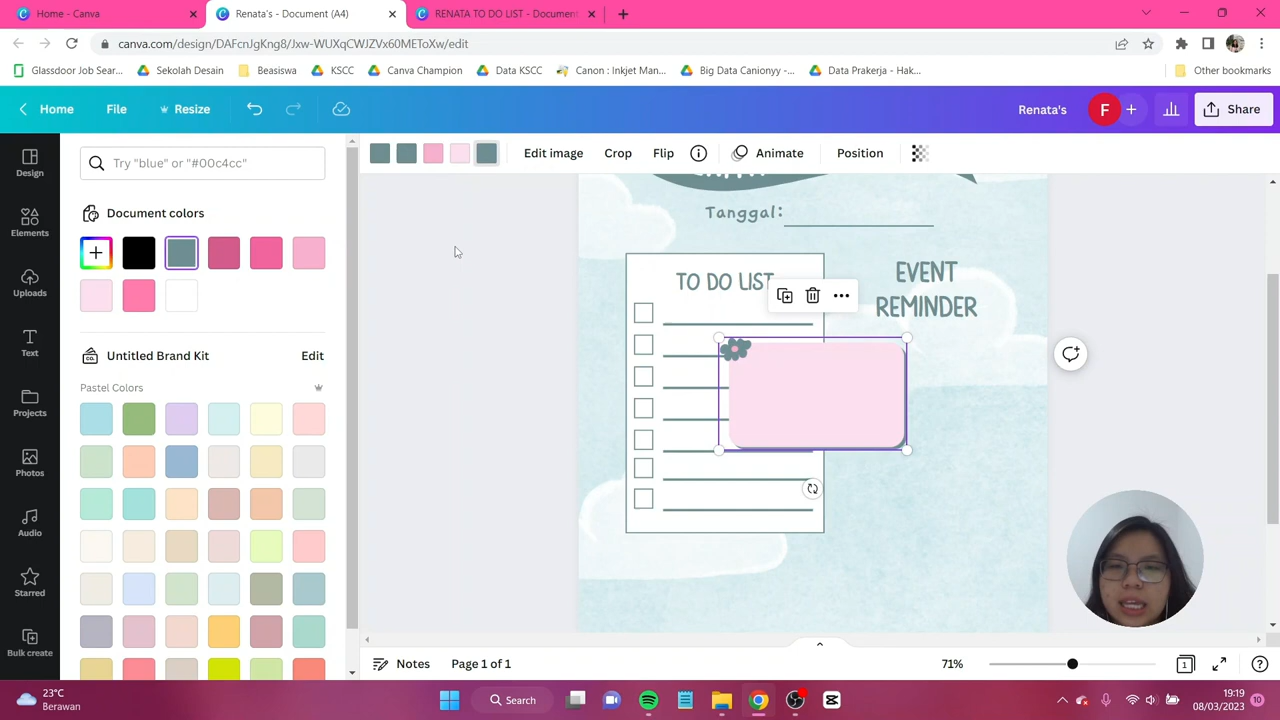 Home - Canva
Renata's - Document (A4)
RENATA TO DO LIST - Document
canva.com/design/DAFcnJgKng8/Jxw-WUXqCWJZVx60METoXw/edit
Glassdoor Job Sear...
Sekolah Desain
Beasiswa
KSCC
Canva Champion
Data KSCC
Canon : Inkjet Man...
Big Data Canionyy -...
Data Prakerja - Hak...
Other bookmarks
Home
File
Resize
Renata's
F
Share
Design
Elements
Uploads
Text
Projects
Photos
Audio
Starred
Bulk create
Try "blue" or "#00c4cc"
Document colors
Untitled Brand Kit
Edit
Pastel Colors
Edit image
Crop
Flip
Animate
Position
Tanggal:
TO DO LIST
EVENT
REMINDER
Notes
Page 1 of 1
71%
1
23°C
Berawan
Search
19:19
08/03/2023
10